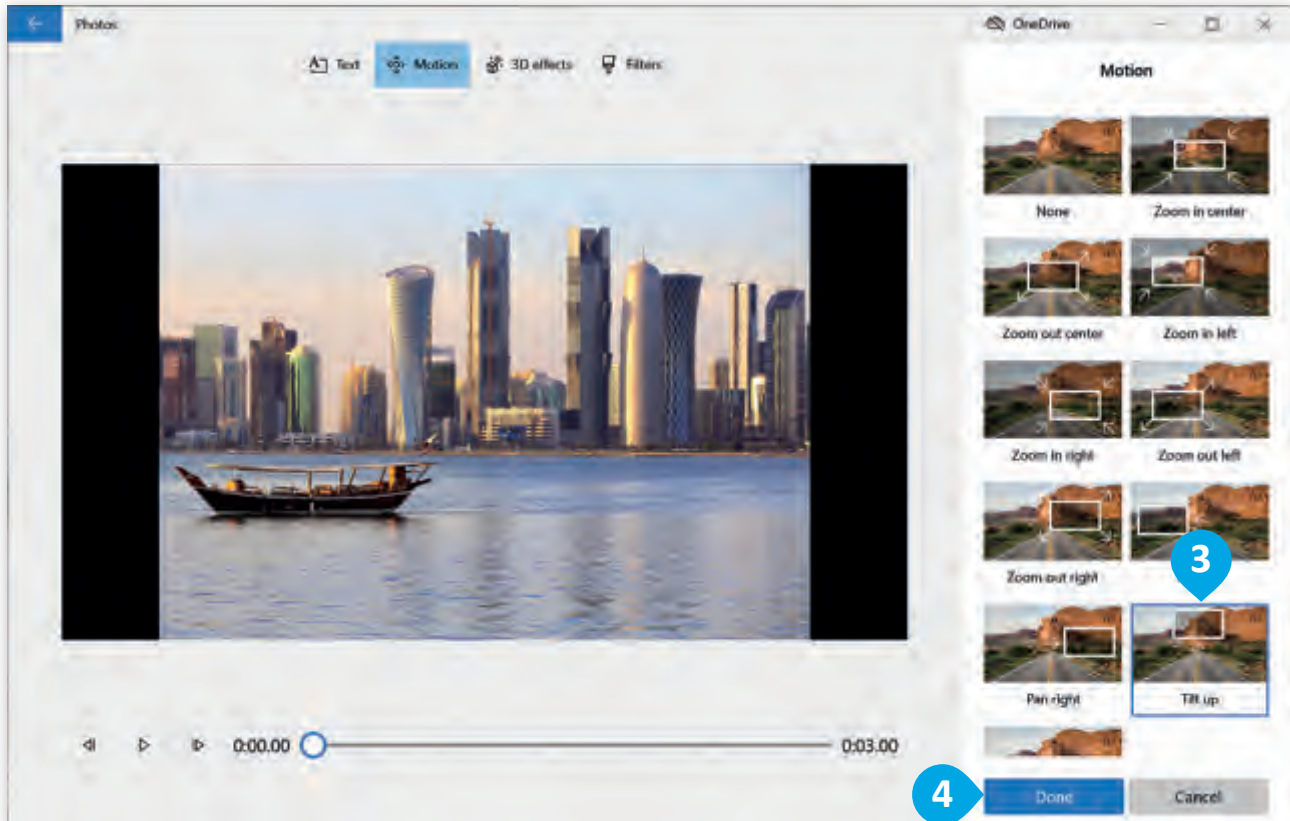 Photos
OneDrive
Text Motion 3D effects Filters
Motion
None Zoom in center
Zoom out center Zoom in left
Zoom in right Zoom out left
3
Zoom out right
Pan right Tilt up
0:00.00 0:03.00
4 Done Cancel